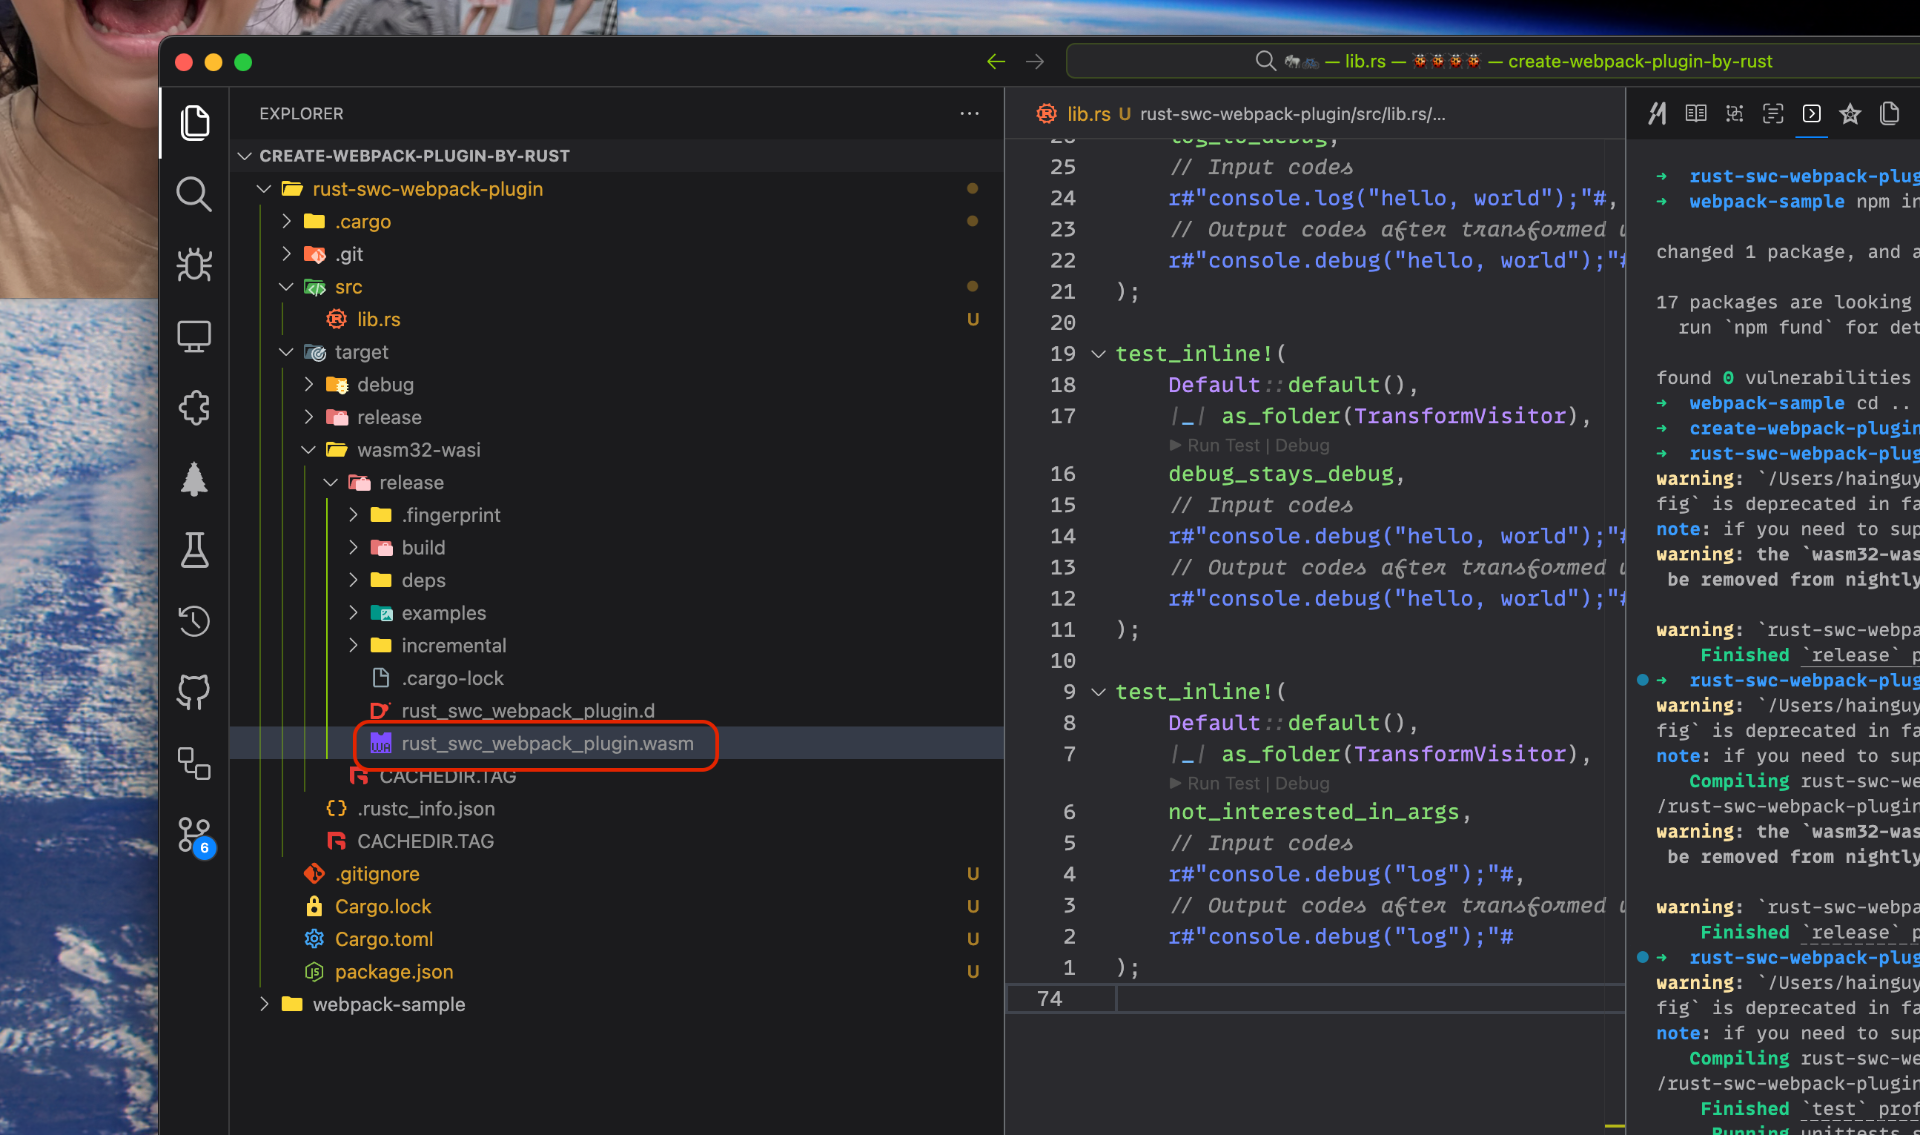 — lib.rs — — create-webpack-plugin-by-rust
EXPLORER
CREATE-WEBPACK-PLUGIN-BY-RUST
rust-swc-webpack-plugin
.cargo
.git
src
lib.rs U
target
debug
release
wasm32-wasi
release
.fingerprint
build
deps
examples
incremental
.cargo-lock
rust_swc_webpack_plugin.d
WA rust_swc_webpack_plugin.wasm
CACHEDIR.TAG
.rustc_info.json
CACHEDIR.TAG
.gitignore U
Cargo.lock U
Cargo.toml U
package.json U
webpack-sample
6
lib.rs U rust-swc-webpack-plugin/src/lib.rs/...
26 log_to_debug,
25 // Input codes
24 r#"console.log("hello, world");"#,
23 // Output codes after transformed
22 r#"console.debug("hello, world");"#
21 );
20
19 test_inline!(
18 Default::default(),
17 |_| as_folder(TransformVisitor),
Run Test | Debug
16 debug_stays_debug,
15 // Input codes
14 r#"console.debug("hello, world");"#
13 // Output codes after transformed
12 r#"console.debug("hello, world");"#
11 );
10
9 test_inline!(
8 Default::default(),
7 |_| as_folder(TransformVisitor),
Run Test | Debug
6 not_interested_in_args,
5 // Input codes
4 r#"console.debug("log");"#,
3 // Output codes after transformed
2 r#"console.debug("log");"#
1 );
74
→ rust-swc-webpack-plug
→ webpack-sample npm in
changed 1 package, and a
17 packages are looking
run `npm fund` for det
found 0 vulnerabilities
→ webpack-sample cd ..
→ create-webpack-plugin
→ rust-swc-webpack-plug
warning: `/Users/hainguy
fig` is deprecated in fa
note: if you need to sup
warning: the `wasm32-was
be removed from nightly
warning: `rust-swc-webpa
Finished `release` p
→ rust-swc-webpack-plug
warning: `/Users/hainguy
fig` is deprecated in fa
note: if you need to sup
Compiling rust-swc-we
/rust-swc-webpack-plugin
warning: the `wasm32-was
be removed from nightly
warning: `rust-swc-webpa
Finished `release` p
→ rust-swc-webpack-plug
warning: `/Users/hainguy
fig` is deprecated in fa
note: if you need to sup
Compiling rust-swc-we
/rust-swc-webpack-plugin
Finished `test` prof
Running unittests s